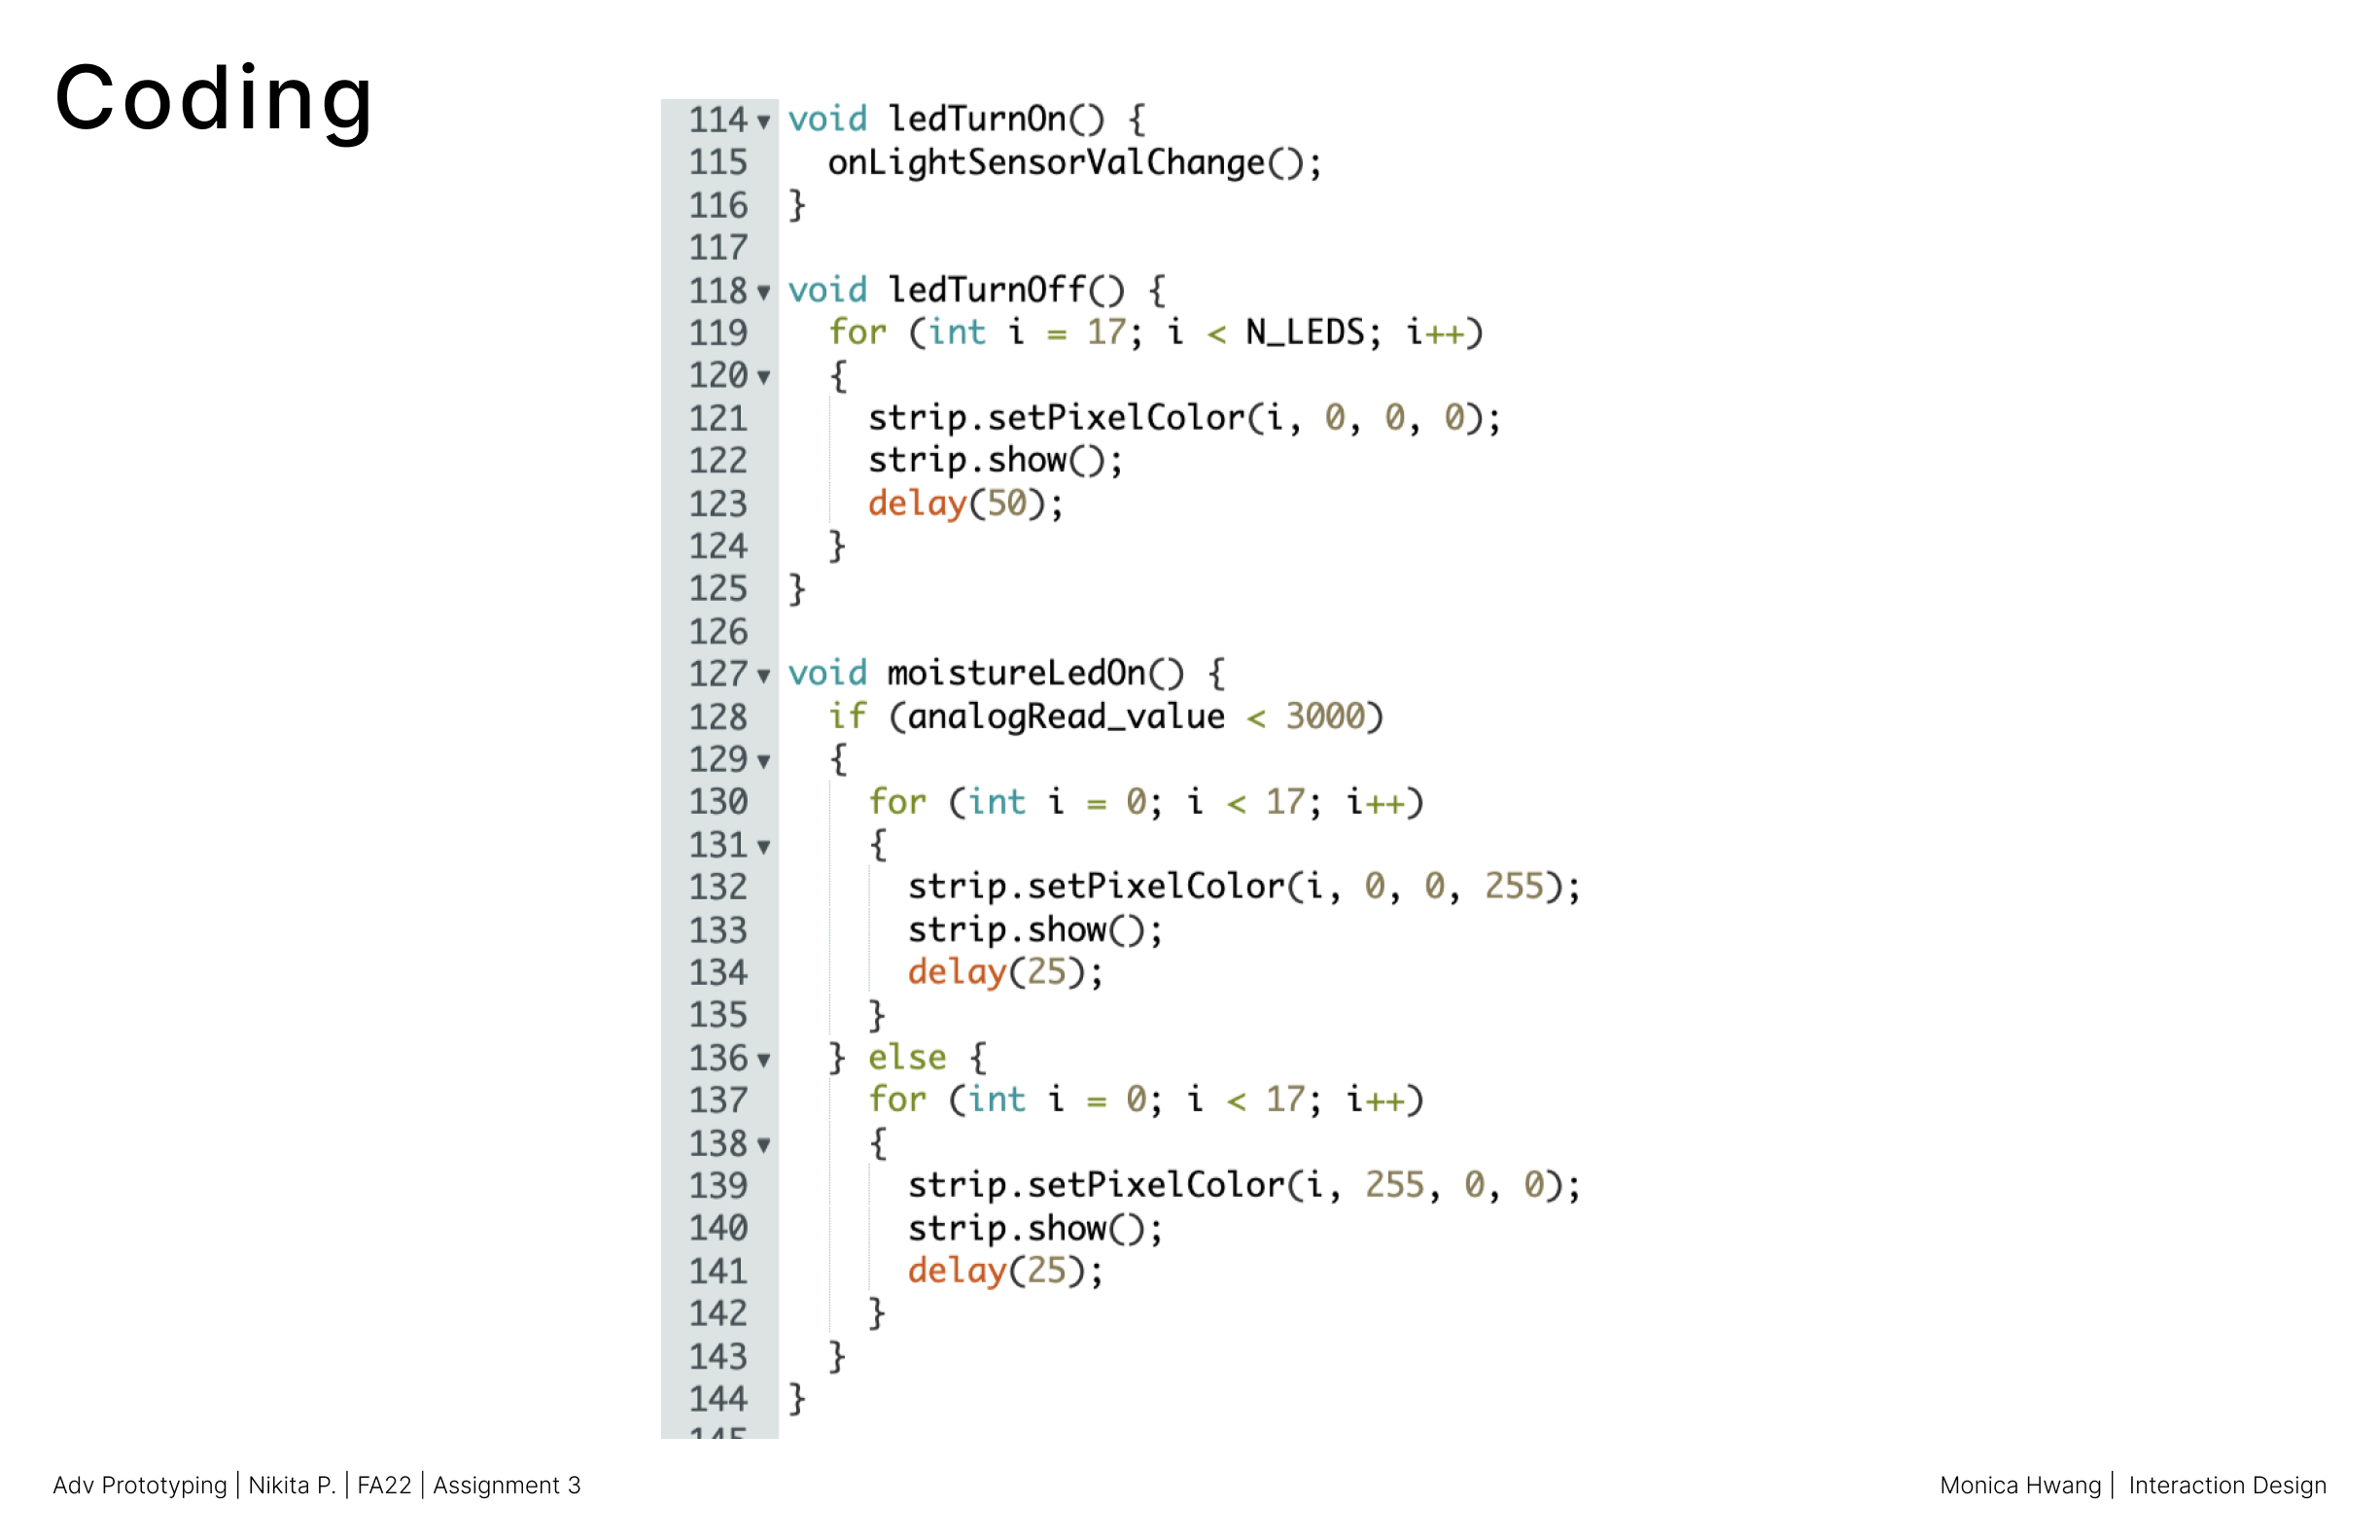 Coding
114 void ledTurnOn() {
115   onLightSensorValChange();
116 }
117
118 void ledTurnOff() {
119   for (int i = 17; i < N_LEDS; i++)
120   {
121     strip.setPixelColor(i, 0, 0, 0);
122     strip.show();
123     delay(50);
124   }
125 }
126
127 void moistureLedOn() {
128   if (analogRead_value < 3000)
129   {
130     for (int i = 0; i < 17; i++)
131     {
132       strip.setPixelColor(i, 0, 0, 255);
133       strip.show();
134       delay(25);
135     }
136   } else {
137     for (int i = 0; i < 17; i++)
138     {
139       strip.setPixelColor(i, 255, 0, 0);
140       strip.show();
141       delay(25);
142     }
143   }
144 }
145
Adv Prototyping | Nikita P. | FA22 | Assignment 3
Monica Hwang | Interaction Design